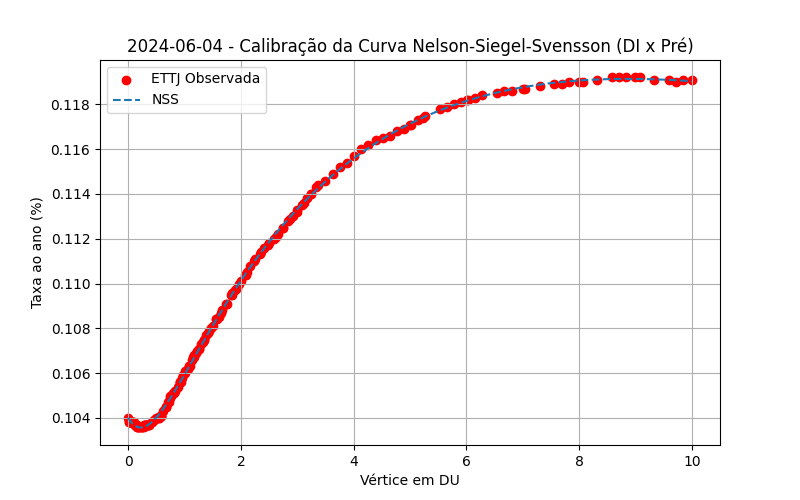 2024-06-04 - Calibração da Curva Nelson-Siegel-Svensson (DI x Pré)
ETTJ Observada
NSS
Taxa ao ano (%)
0.118
0.116
0.114
0.112
0.110
0.108
0.106
0.104
0 2 4 6 8 10
Vértice em DU